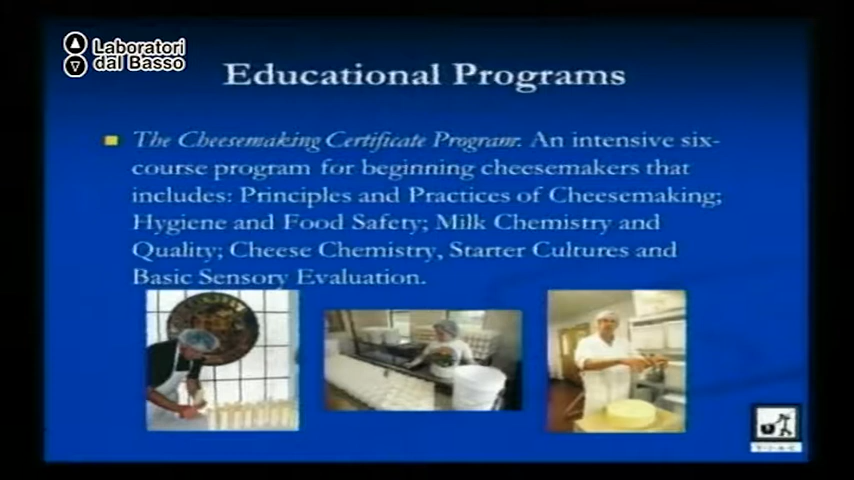 Laboratori
dal Basso
Educational Programs
The Cheesemaking Certificate Program. An intensive six-
course program for beginning cheesemakers that
includes: Principles and Practices of Cheesemaking;
Hygiene and Food Safety; Milk Chemistry and
Quality; Cheese Chemistry, Starter Cultures and
Basic Sensory Evaluation.
V·I·A·C